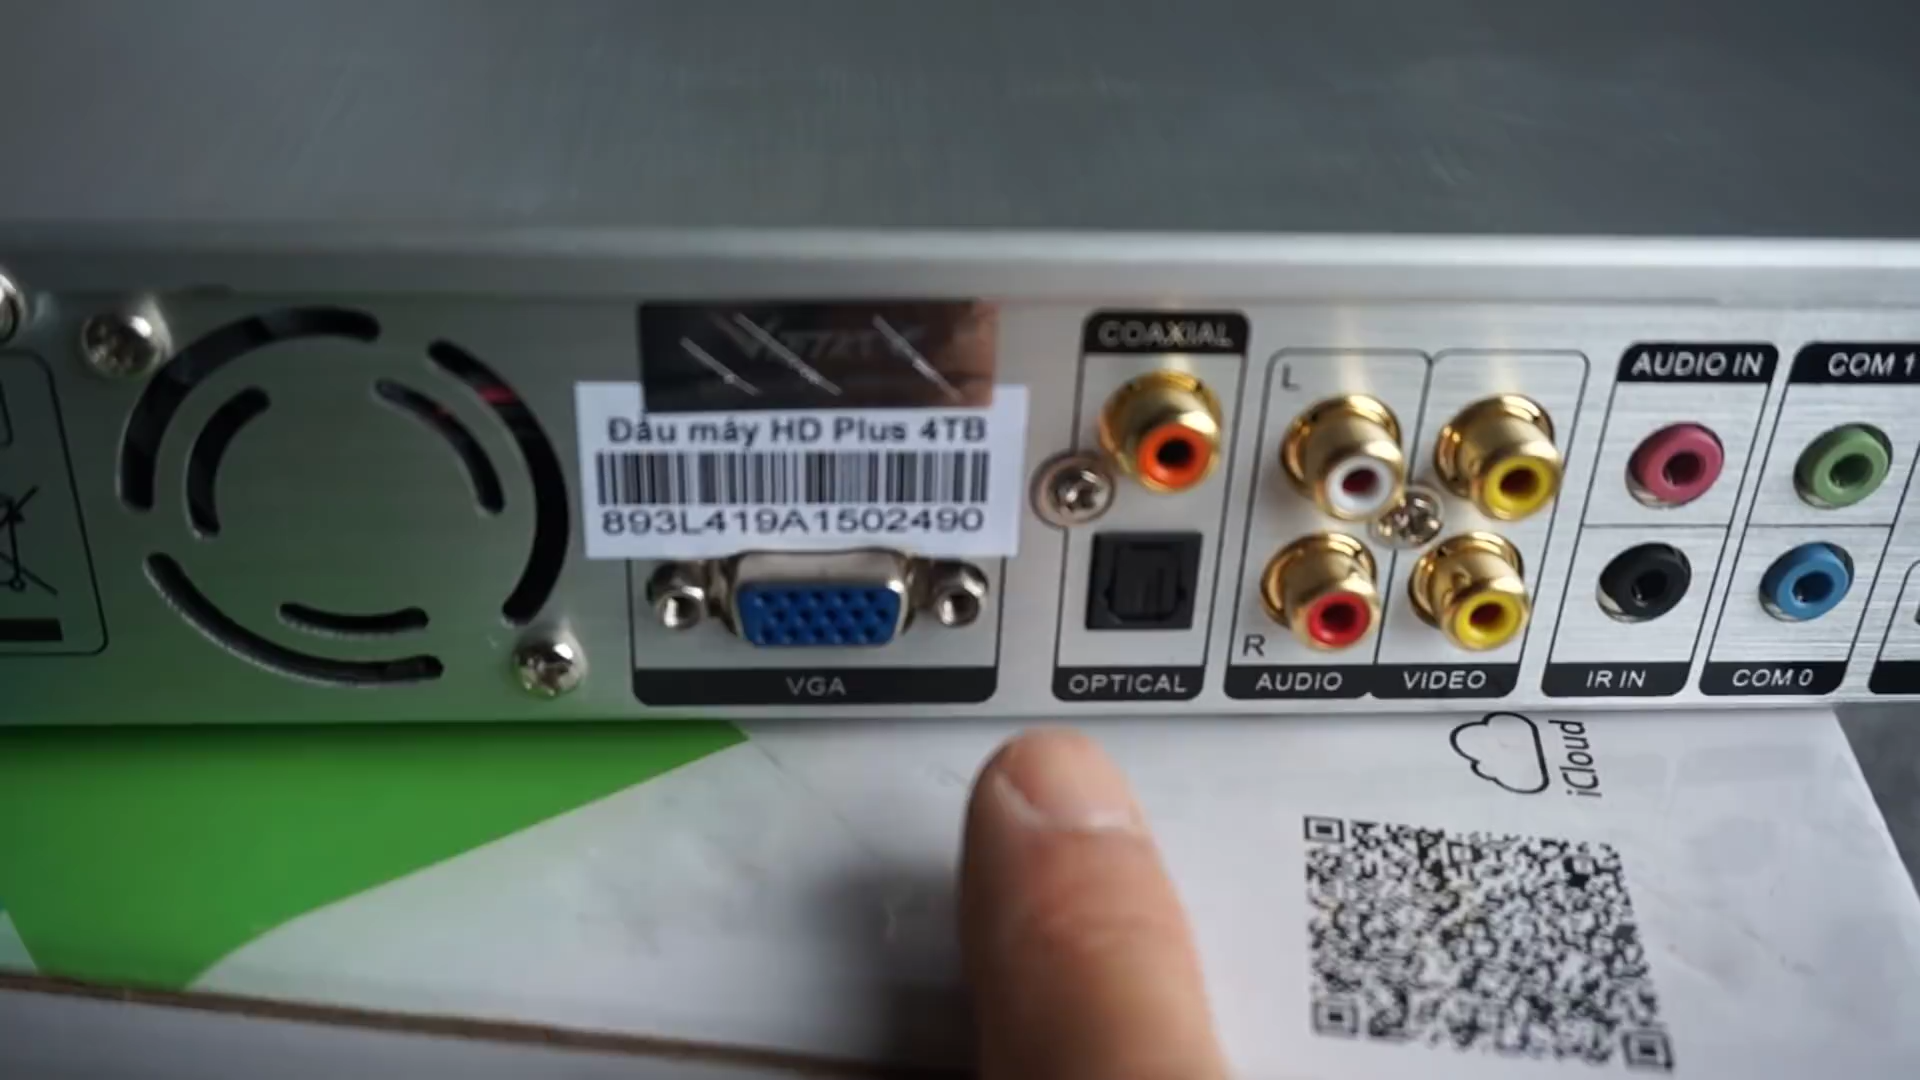 COAXIAL
L
AUDIO IN
COM 1
Đầu máy HD Plus 4TB
893L419A1502490
R
VGA
OPTICAL
AUDIO
VIDEO
IR IN
COM 0
iCloud